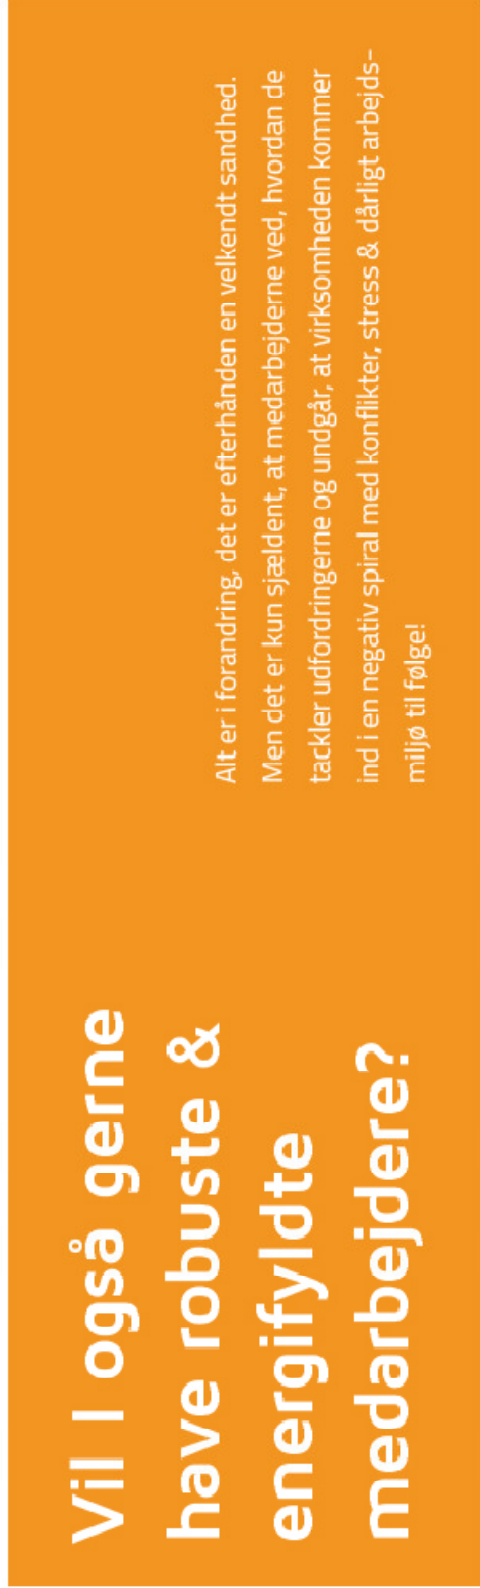 Vil I også gerne
have robuste &
energifyldte
medarbejdere?
Alt er i forandring, det er efterhånden en velkendt sandhed.
Men det er kun sjældent, at medarbejderne ved, hvordan de
tackler udfordringerne og undgår, at virksomheden kommer
ind i en negativ spiral med konflikter, stress & dårligt arbejds-
miljø til følge!